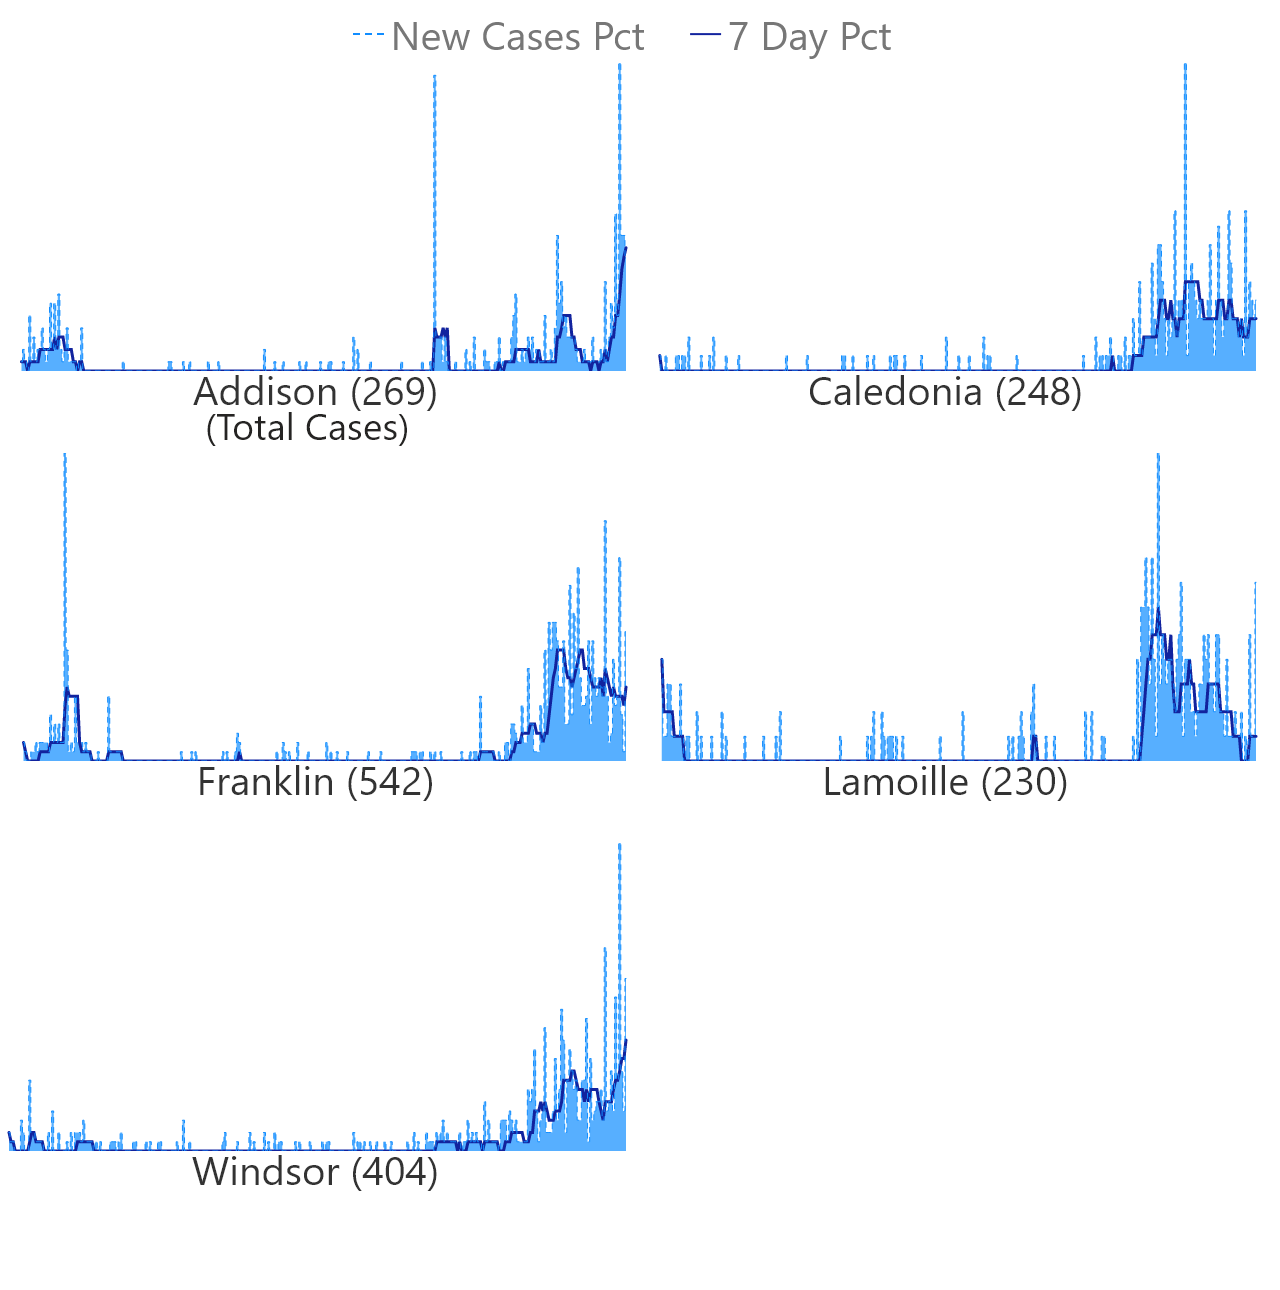 New Cases Pct 7 Day Pct
Addison (269) Caledonia (248)
(Total Cases)
Franklin (542) Lamoille (230)
Windsor (404)